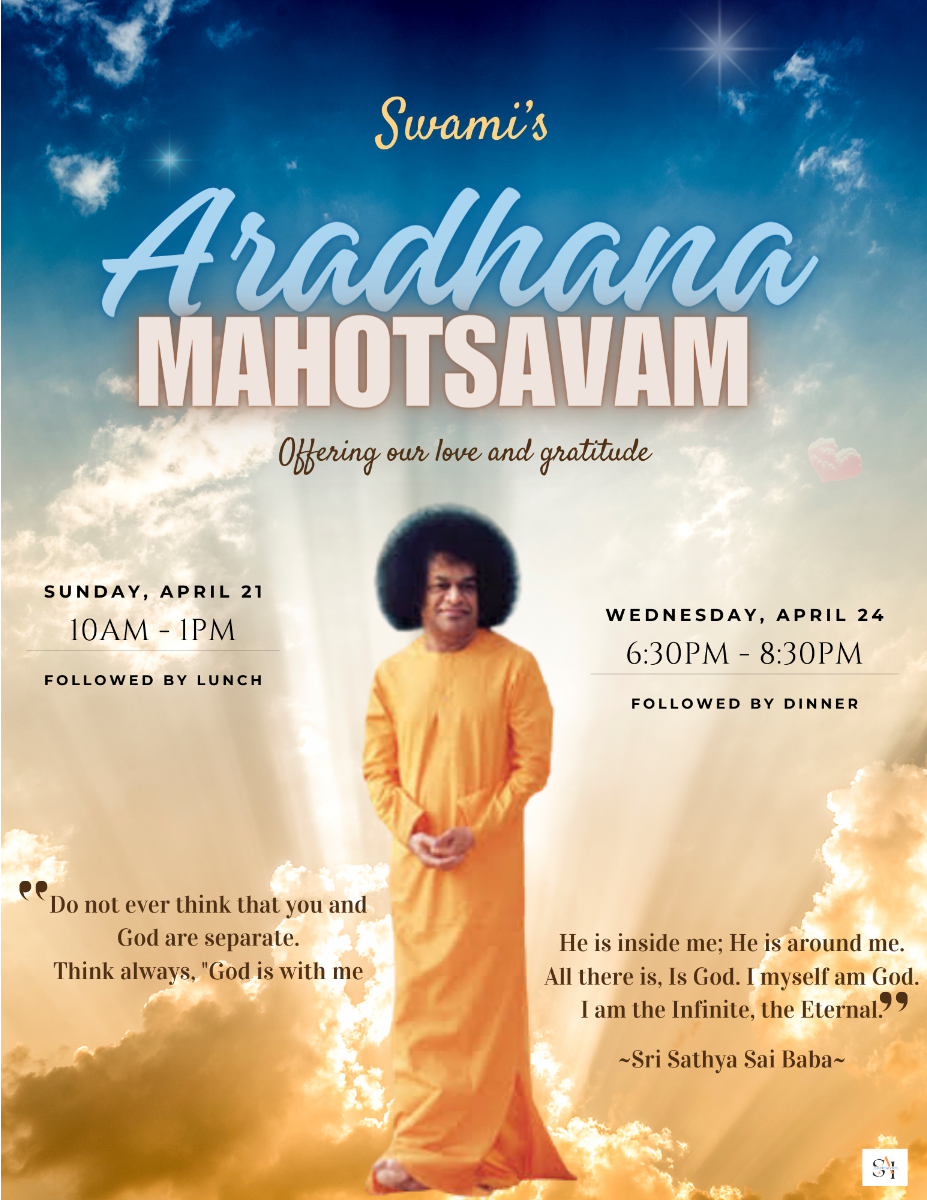 Swami's
Aradhana
MAHOTSAVAM
Offering our love and gratitude
SUNDAY, APRIL 21
10AM - 1PM
FOLLOWED BY LUNCH
WEDNESDAY, APRIL 24
6:30PM - 8:30PM
FOLLOWED BY DINNER
"Do not ever think that you and
God are separate.
Think always, "God is with me
He is inside me; He is around me.
All there is, Is God. I myself am God.
I am the Infinite, the Eternal."
~Sri Sathya Sai Baba~
SAI